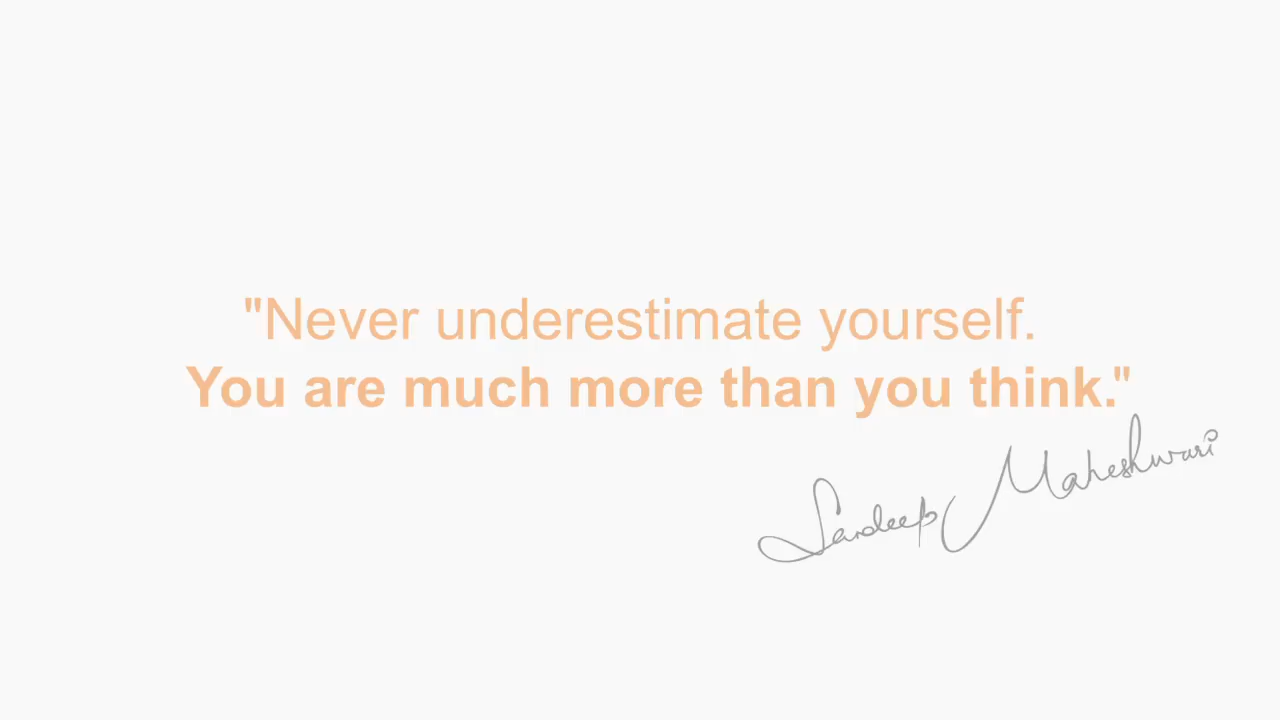 "Never underestimate yourself.
You are much more than you think."
Sandeep Maheshwari